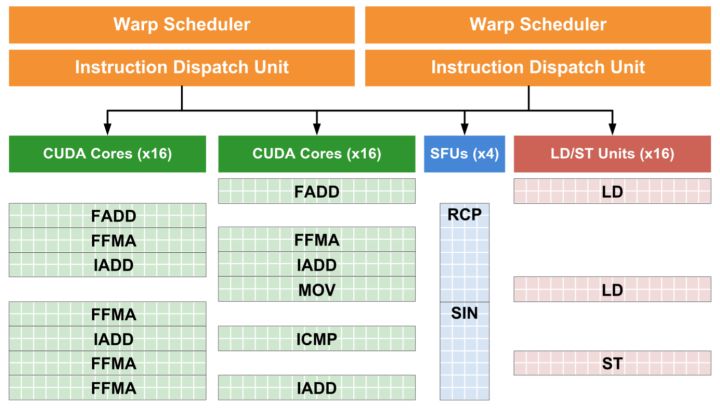 Warp Scheduler Warp Scheduler
Instruction Dispatch Unit Instruction Dispatch Unit
CUDA Cores (x16) CUDA Cores (x16) SFUs (x4) LD/ST Units (x16)
FADD LD
FADD RCP
FFMA FFMA
IADD IADD
MOV LD
FFMA SIN
IADD ICMP
FFMA ST
FFMA IADD